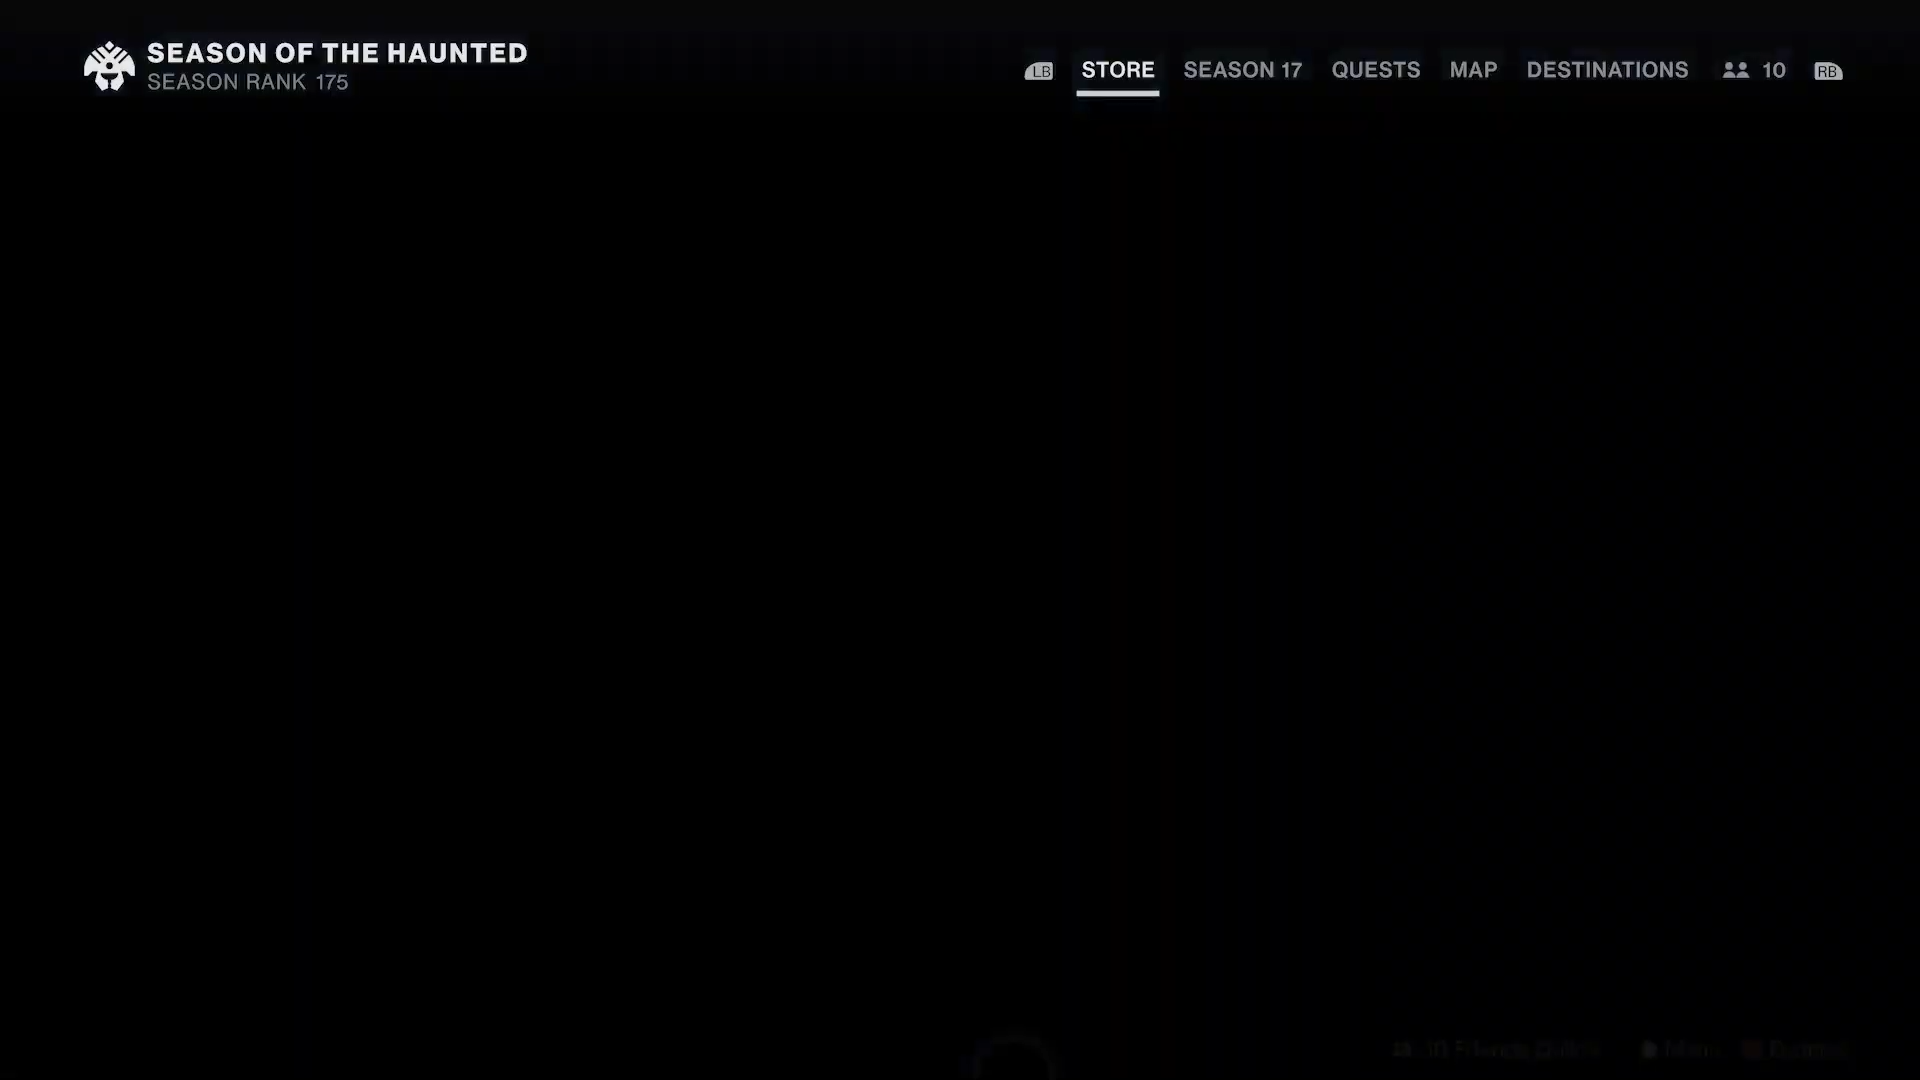 SEASON OF THE HAUNTED
SEASON RANK 175
LB STORE SEASON 17 QUESTS MAP DESTINATIONS 10 RB